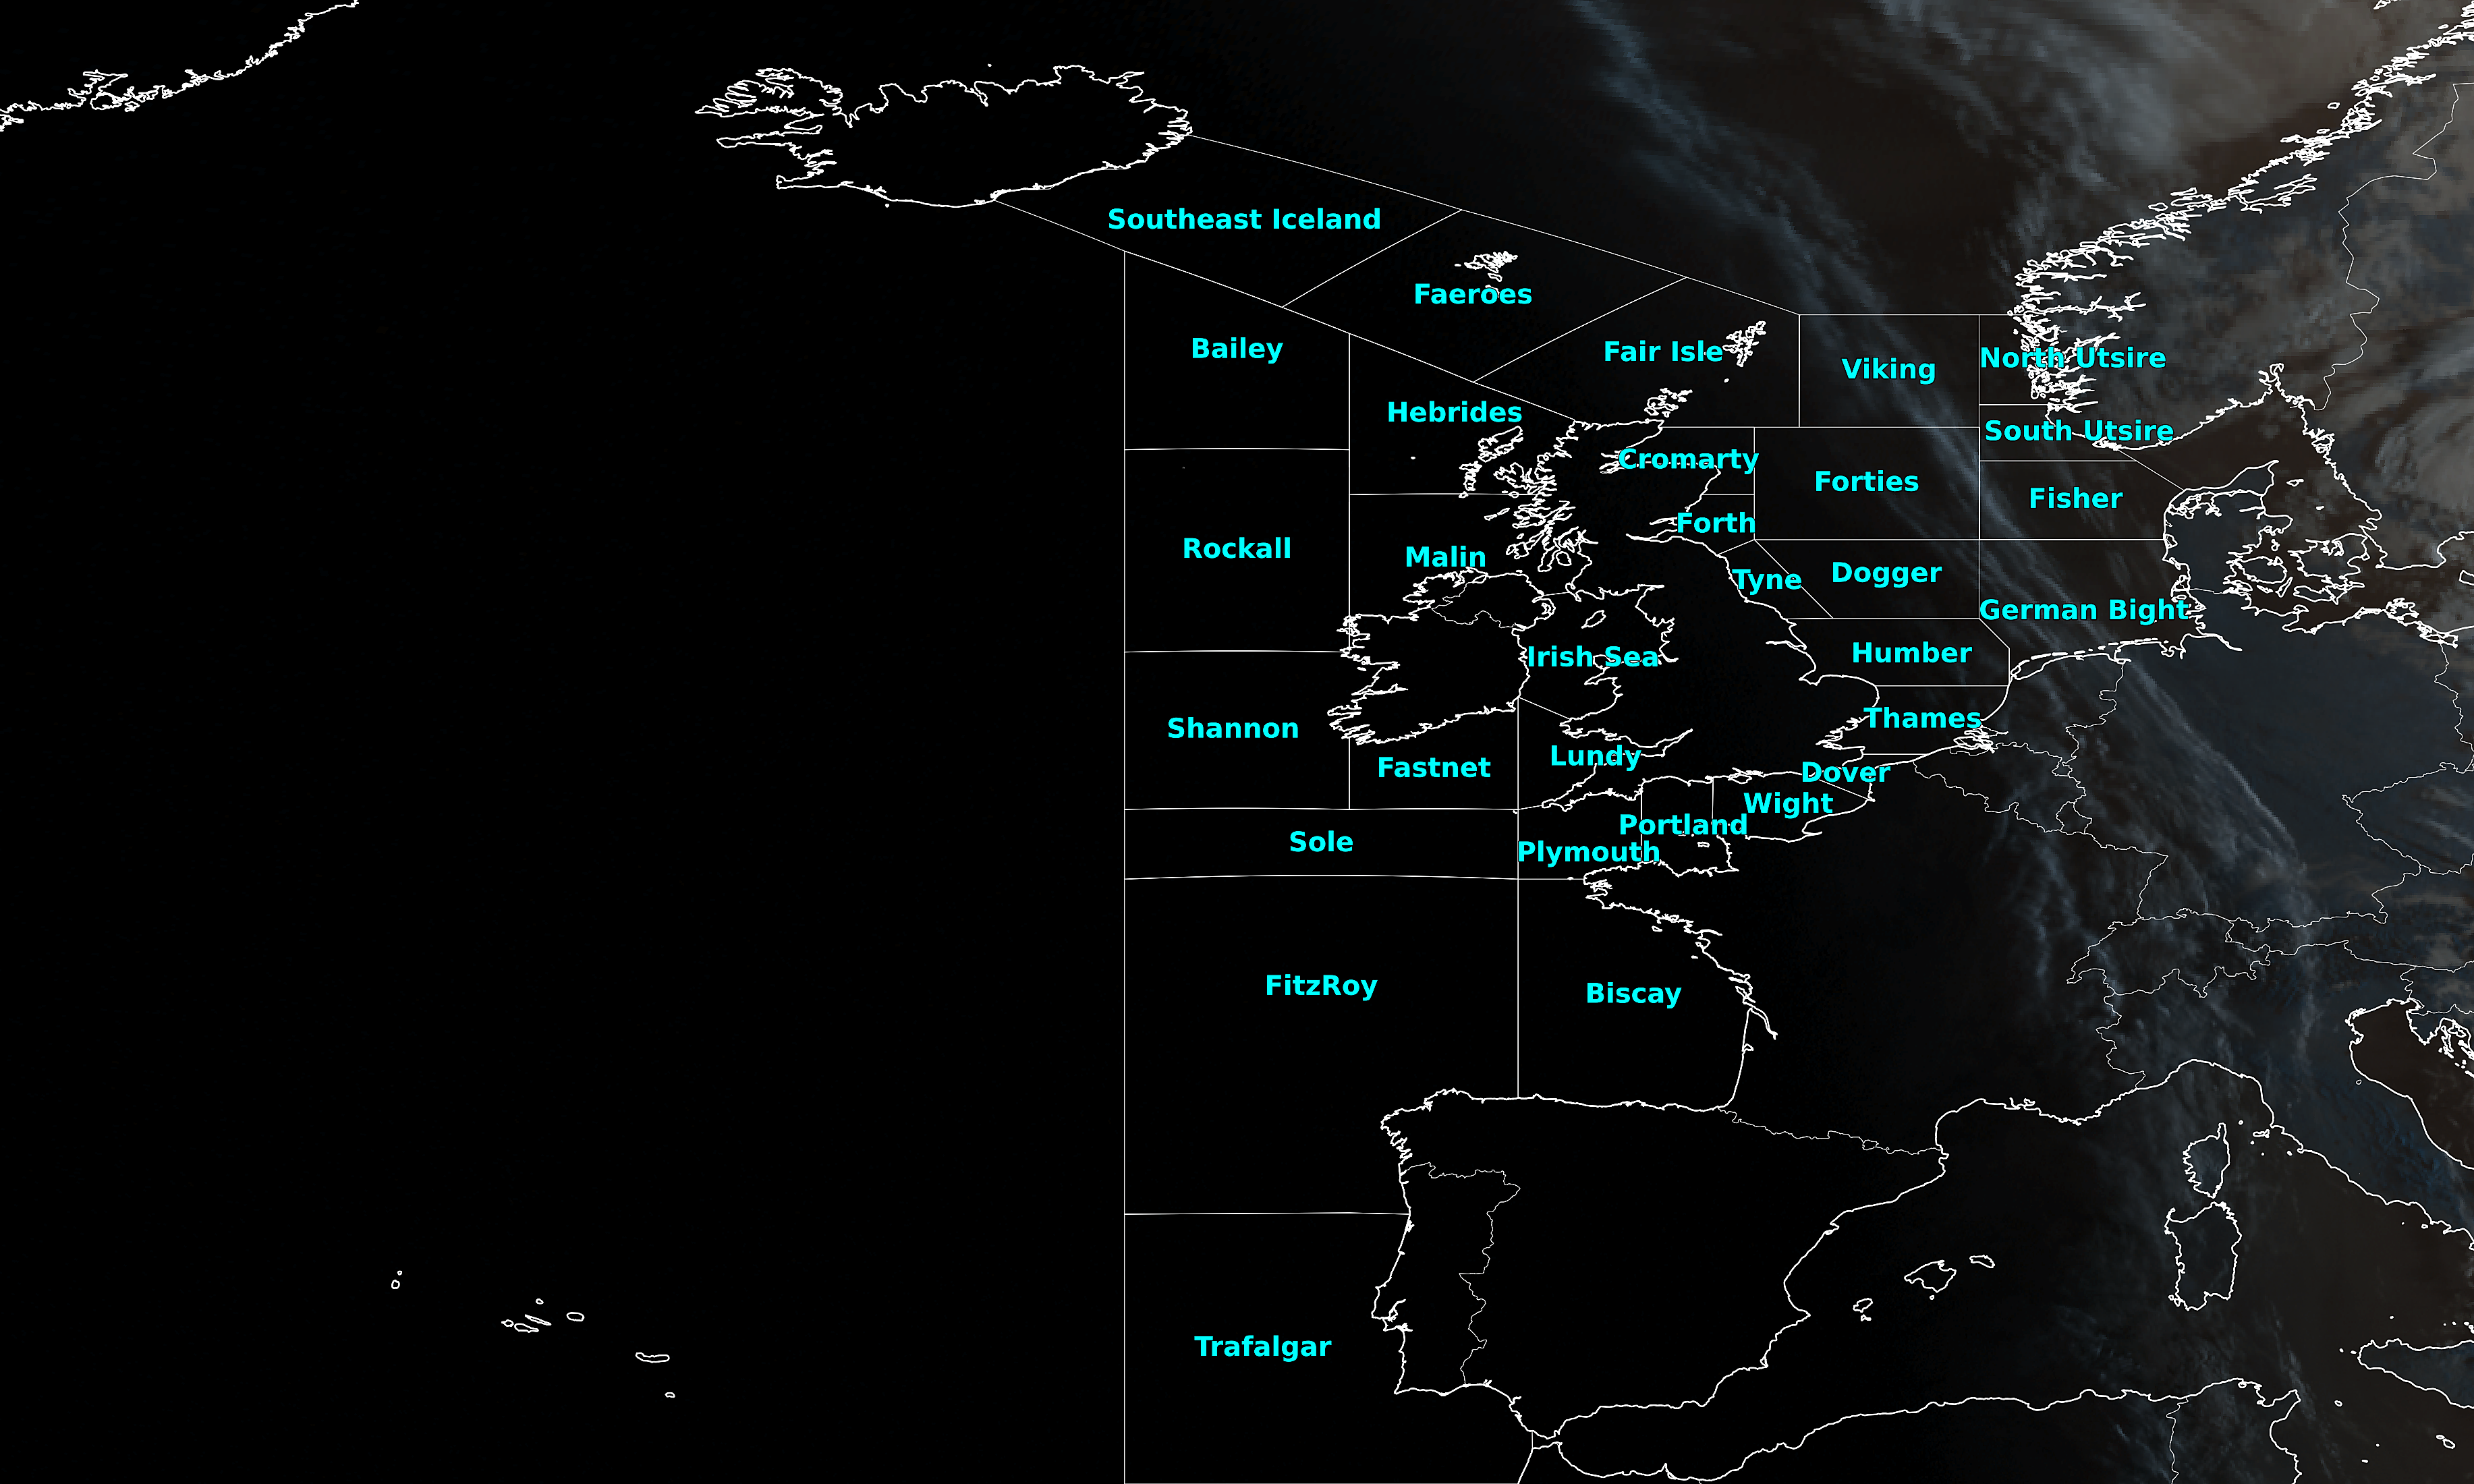 Southeast Iceland
Faeroes
Bailey
Fair Isle
Viking
North Utsire
Hebrides
South Utsire
Cromarty
Forties
Fisher
Forth
Rockall
Malin
Tyne
Dogger
German Bight
Irish Sea
Humber
Shannon
Thames
Fastnet
Lundy
Dover
Wight
Portland
Sole
Plymouth
FitzRoy
Biscay
Trafalgar